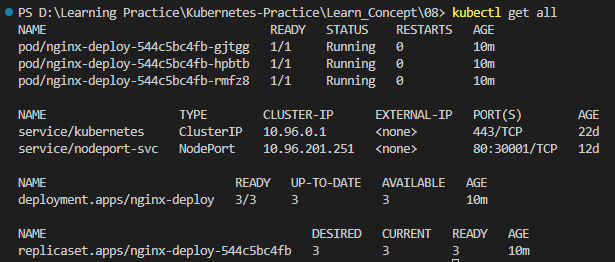 PS D:\Learning Practice\Kubernetes-Practice\Learn_Concept\08> kubectl get all
NAME READY STATUS RESTARTS AGE
pod/nginx-deploy-544c5bc4fb-gjtgg 1/1 Running 0 10m
pod/nginx-deploy-544c5bc4fb-hpbtb 1/1 Running 0 10m
pod/nginx-deploy-544c5bc4fb-rmfz8 1/1 Running 0 10m
NAME TYPE CLUSTER-IP EXTERNAL-IP PORT(S) AGE
service/kubernetes ClusterIP 10.96.0.1 <none> 443/TCP 22d
service/nodeport-svc NodePort 10.96.201.251 <none> 80:30001/TCP 12d
NAME READY UP-TO-DATE AVAILABLE AGE
deployment.apps/nginx-deploy 3/3 3 3 10m
NAME DESIRED CURRENT READY AGE
replicaset.apps/nginx-deploy-544c5bc4fb 3 3 3 10m